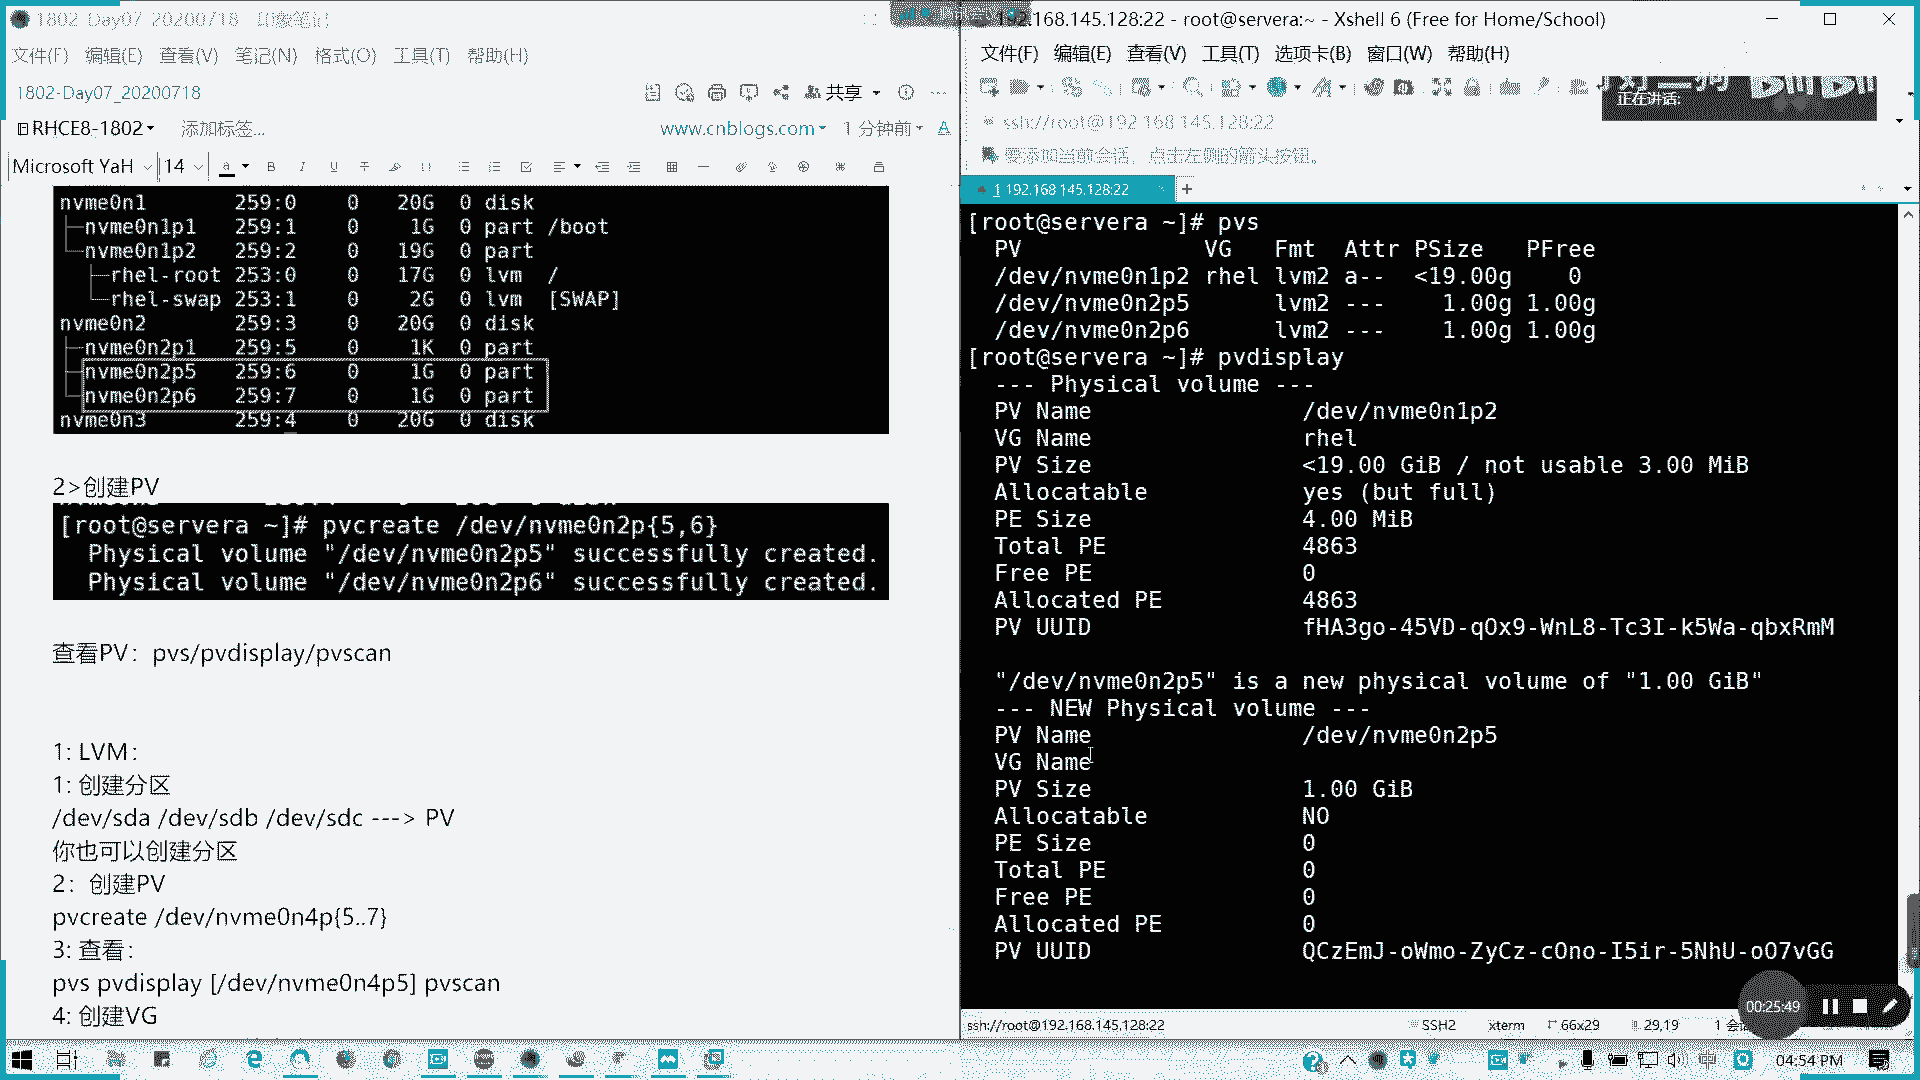 1802-Day07_20200718 - 印象笔记
文件(F) 编辑(E) 查看(V) 笔记(N) 格式(O) 工具(T) 帮助(H)
1802-Day07_20200718
共享
RHCE8-1802
添加标签...
www.cnblogs.com
1 分钟前
Microsoft YaH
14
nvme0n1 259:0 0 20G 0 disk
├─nvme0n1p1 259:1 0 1G 0 part /boot
└─nvme0n1p2 259:2 0 19G 0 part
├─rhel-root 253:0 0 17G 0 lvm /
└─rhel-swap 253:1 0 2G 0 lvm [SWAP]
nvme0n2 259:3 0 20G 0 disk
├─nvme0n2p1 259:5 0 1K 0 part
├─nvme0n2p5 259:6 0 1G 0 part
└─nvme0n2p6 259:7 0 1G 0 part
nvme0n3 259:4 0 20G 0 disk
2>创建PV
[root@servera ~]# pvcreate /dev/nvme0n2p{5,6}
Physical volume "/dev/nvme0n2p5" successfully created.
Physical volume "/dev/nvme0n2p6" successfully created.
查看PV：pvs/pvdisplay/pvscan
1: LVM：
1: 创建分区
/dev/sda /dev/sdb /dev/sdc ---> PV
你也可以创建分区
2：创建PV
pvcreate /dev/nvme0n4p{5..7}
3: 查看：
pvs pvdisplay [/dev/nvme0n4p5] pvscan
4: 创建VG
192.168.145.128:22 - root@servera:~ - Xshell 6 (Free for Home/School)
文件(F) 编辑(E) 查看(V) 工具(T) 选项卡(B) 窗口(W) 帮助(H)
正在讲话:
ssh://root@192.168.145.128:22
要添加当前会话，点击左侧的箭头按钮。
1 192.168.145.128:22
[root@servera ~]# pvs
PV VG Fmt Attr PSize PFree
/dev/nvme0n1p2 rhel lvm2 a-- <19.00g 0
/dev/nvme0n2p5 lvm2 --- 1.00g 1.00g
/dev/nvme0n2p6 lvm2 --- 1.00g 1.00g
[root@servera ~]# pvdisplay
--- Physical volume ---
PV Name /dev/nvme0n1p2
VG Name rhel
PV Size <19.00 GiB / not usable 3.00 MiB
Allocatable yes (but full)
PE Size 4.00 MiB
Total PE 4863
Free PE 0
Allocated PE 4863
PV UUID fHA3go-45VD-qOx9-WnL8-Tc3I-k5Wa-qbxRmM
"/dev/nvme0n2p5" is a new physical volume of "1.00 GiB"
--- NEW Physical volume ---
PV Name /dev/nvme0n2p5
VG Name
PV Size 1.00 GiB
Allocatable NO
PE Size 0
Total PE 0
Free PE 0
Allocated PE 0
PV UUID QCzEmJ-oWmo-ZyCz-cOno-I5ir-5NhU-oO7vGG
00:25:49
ssh://root@192.168.145.128:22 SSH2 xterm 66x29 29,19
04:54 PM